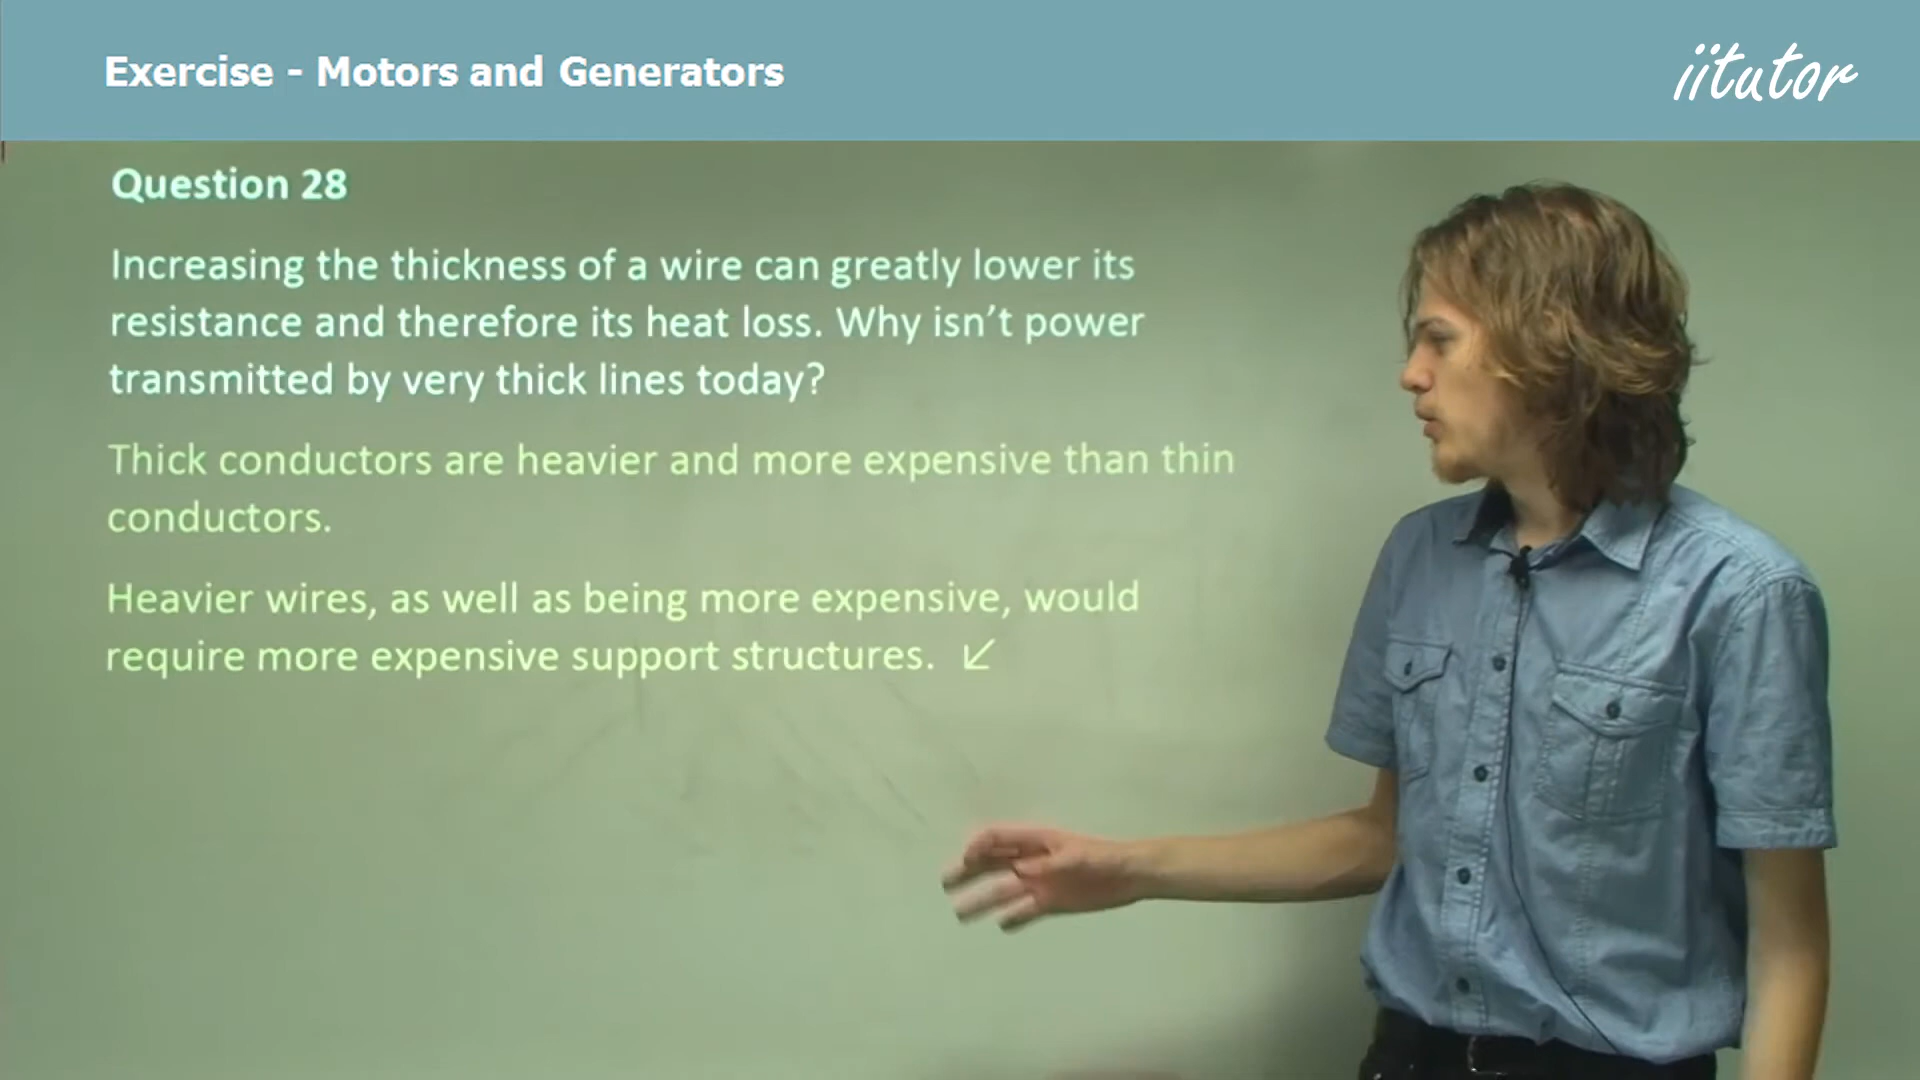 Exercise - Motors and Generators
iitutor
Question 28
Increasing the thickness of a wire can greatly lower its
resistance and therefore its heat loss. Why isn’t power
transmitted by very thick lines today?
Thick conductors are heavier and more expensive than thin
conductors.
Heavier wires, as well as being more expensive, would
require more expensive support structures. ↙